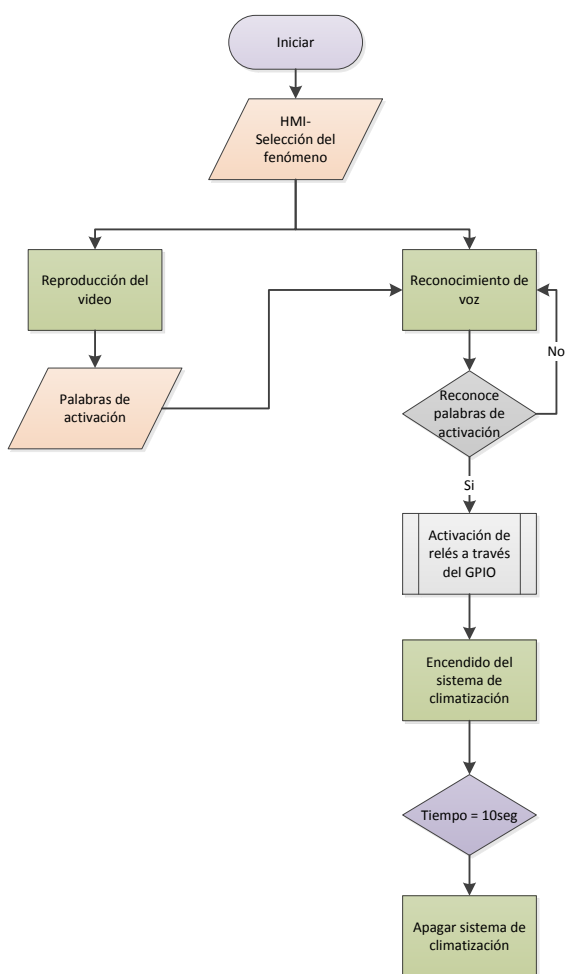 Iniciar
HMI-
Selección del
fenómeno
Reproducción del
video
Reconocimiento de
voz
No
Palabras de
activación
Reconoce
palabras de
activación
Si
Activación de
relés a través
del GPIO
Encendido del
sistema de
climatización
Tiempo = 10seg
Apagar sistema de
climatización